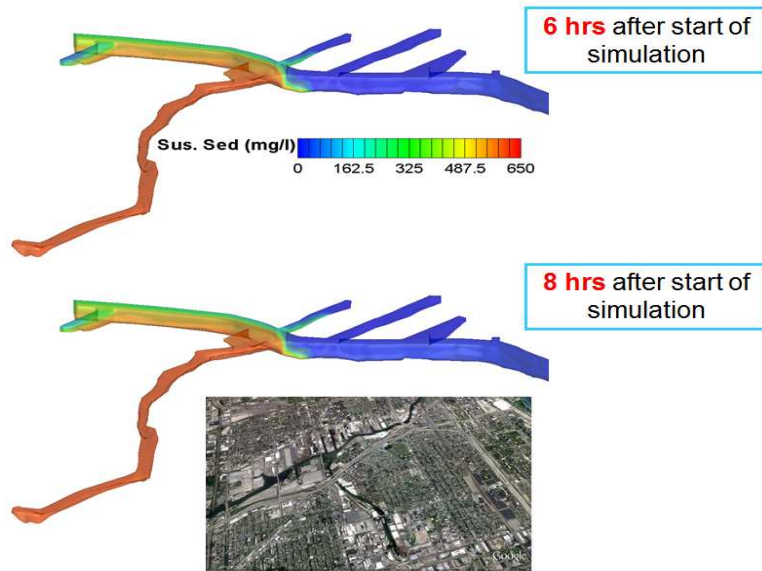 6 hrs after start of
simulation
Sus. Sed (mg/l)
0 162.5 325 487.5 650
8 hrs after start of
simulation
Google